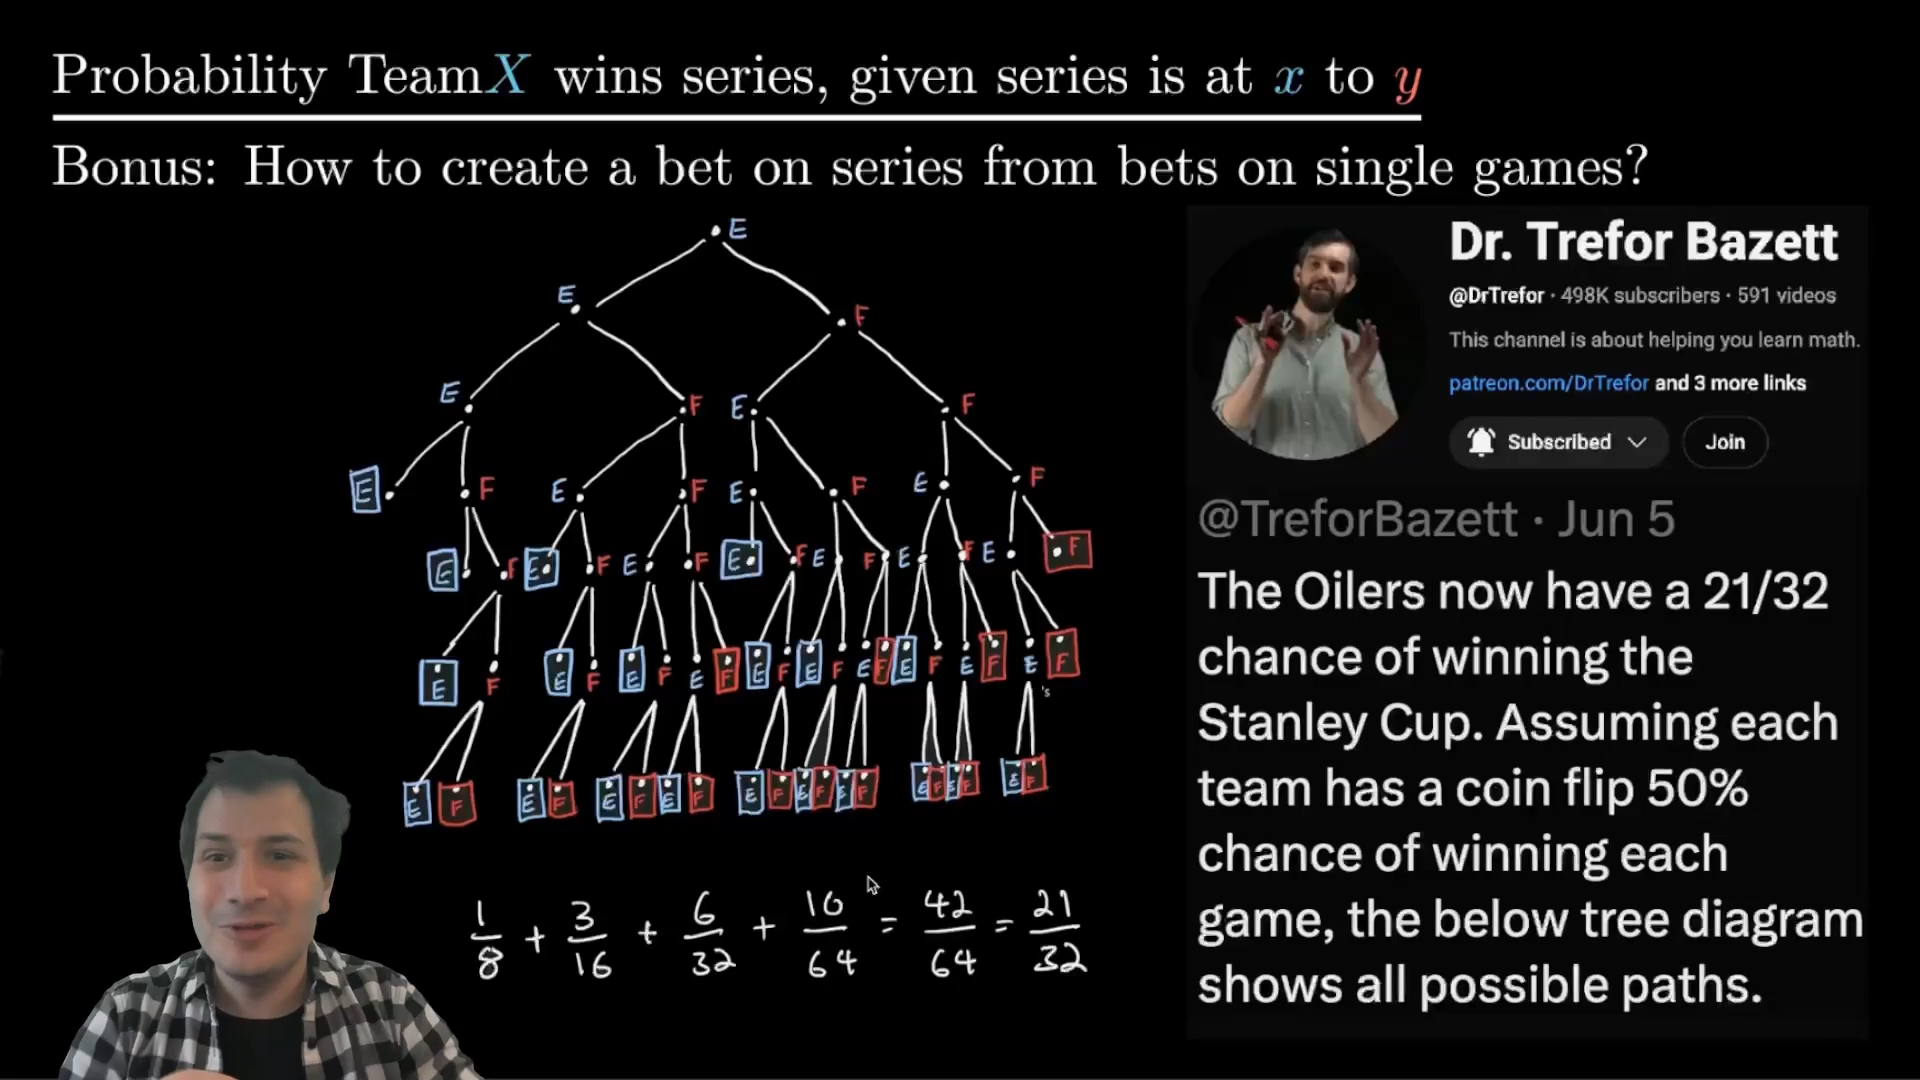 Probability Team X wins series, given series is at x to y
Bonus: How to create a bet on series from bets on single games?
E
E F
E F E F
E F E F E F E F
E F E F E F E F E F E F E F
E F E F E F E F E F E F E F E F E F E F
E F E F E F E F E F E F E F E F E F E F
1/8 + 3/16 + 6/32 + 10/64 = 42/64 = 21/32
Dr. Trefor Bazett
@DrTrefor · 498K subscribers · 591 videos
This channel is about helping you learn math.
patreon.com/DrTrefor and 3 more links
Subscribed Join
@TreforBazett · Jun 5
The Oilers now have a 21/32
chance of winning the
Stanley Cup. Assuming each
team has a coin flip 50%
chance of winning each
game, the below tree diagram
shows all possible paths.